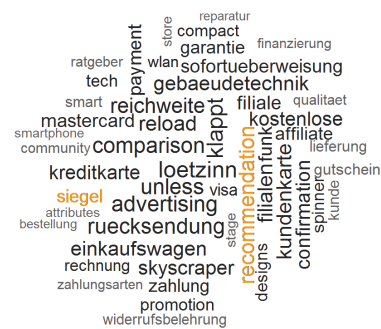 reparatur
store
compact
garantie
finanzierung
payment
ratgeber
wlan
sofortueberweisung
tech
gebaeudetechnik
smart
reichweite
filiale
qualitaet
mastercard
reload
klappt
kostenlose
smartphone
affiliate
community
comparison
recommendation
filialenfunk
kundenkarte
confirmation
lieferung
kreditkarte
loetzinn
gutschein
unless
visa
spinner
kunde
siegel
advertising
attributes
bestellung
ruecksendung
stage
einkaufswagen
designs
rechnung
skyscraper
zahlungsarten
zahlung
promotion
widerrufsbelehrung